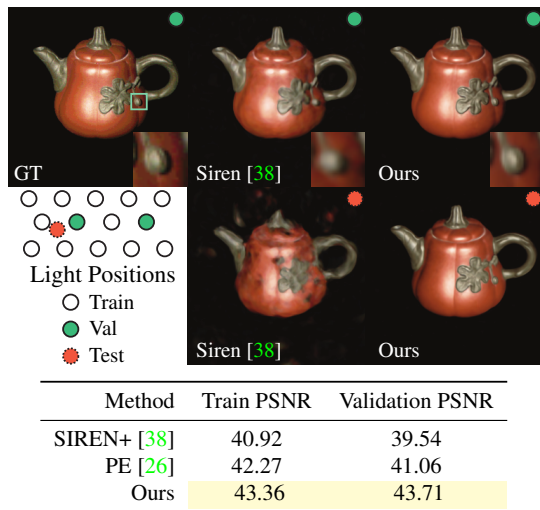 GT
Siren [38]
Ours
Siren [38]
Ours
Light Positions
Train
Val
Test
Method Train PSNR Validation PSNR
SIREN+ [38] 40.92 39.54
PE [26] 42.27 41.06
Ours 43.36 43.71